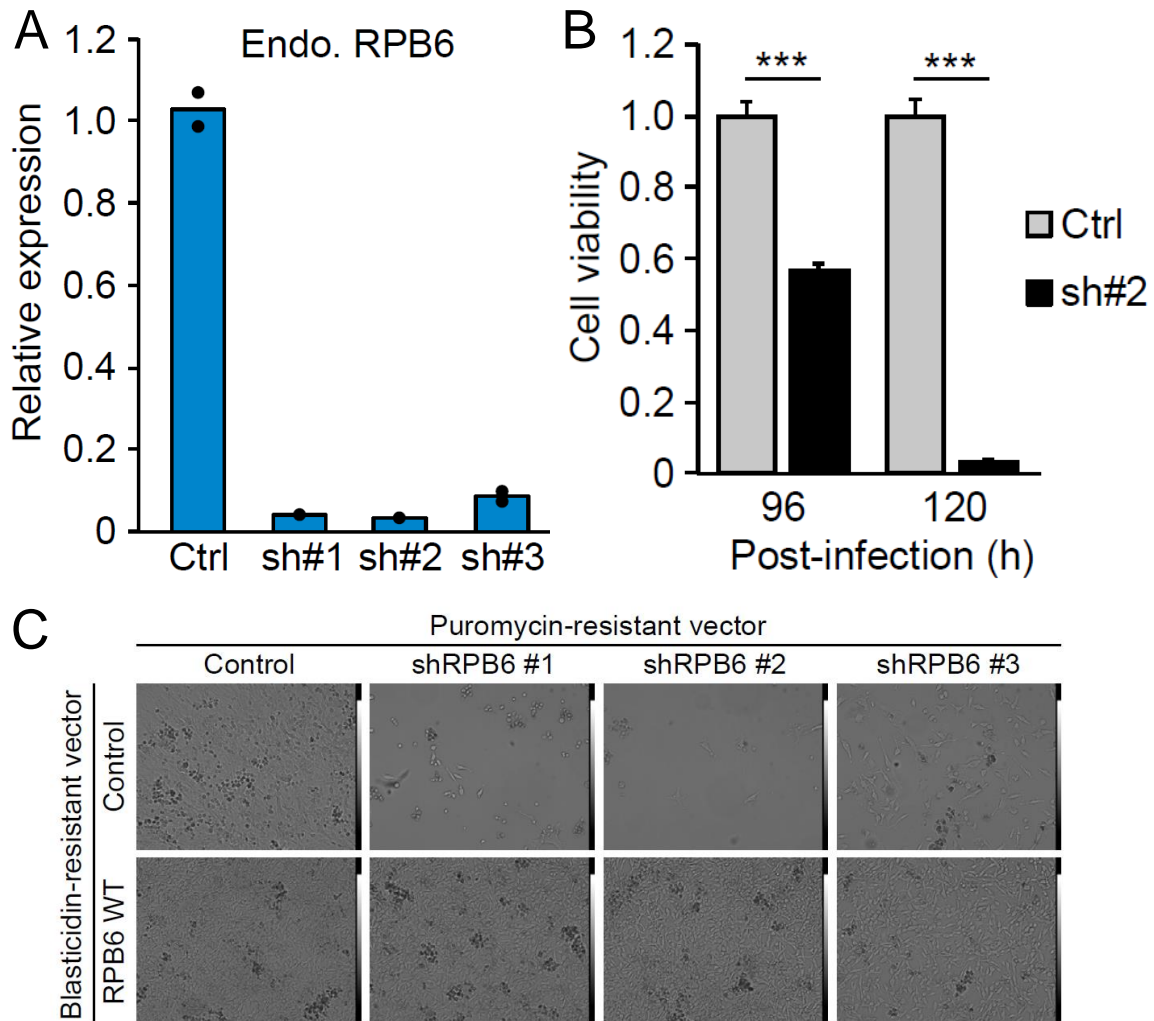 A
Endo. RPB6
Relative expression
1.2
1.0
0.8
0.6
0.4
0.2
0
Ctrl sh#1 sh#2 sh#3
B
Cell viability
1.2
1.0
0.8
0.6
0.4
0.2
0
*** ***
Ctrl
sh#2
96 120
Post-infection (h)
C
Puromycin-resistant vector
Control shRPB6 #1 shRPB6 #2 shRPB6 #3
Blasticidin-resistant vector
Control
RPB6 WT